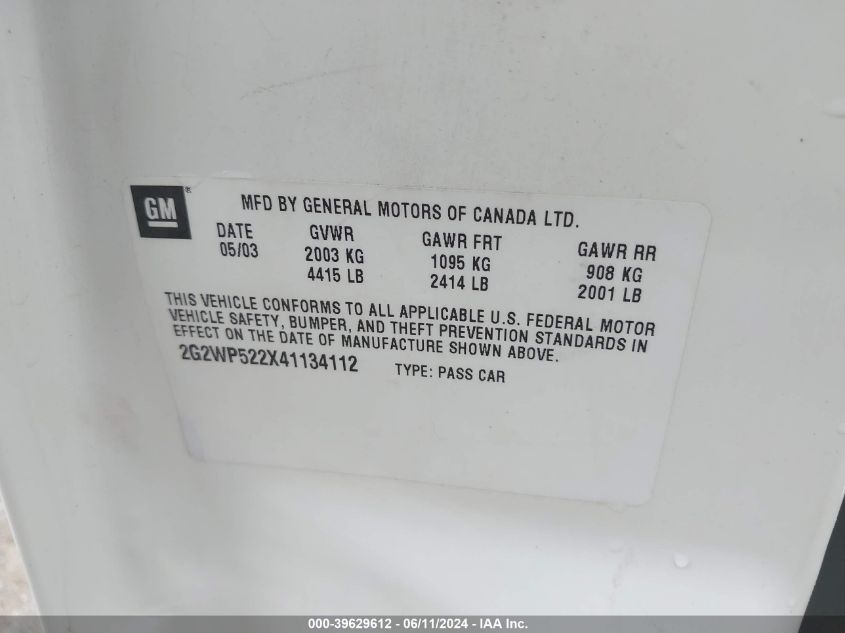 GM®
MFD BY GENERAL MOTORS OF CANADA LTD.
DATE GVWR GAWR FRT GAWR RR
05/03 2003 KG 1095 KG 908 KG
4415 LB 2414 LB 2001 LB
THIS VEHICLE CONFORMS TO ALL APPLICABLE U.S. FEDERAL MOTOR
VEHICLE SAFETY, BUMPER, AND THEFT PREVENTION STANDARDS IN
EFFECT ON THE DATE OF MANUFACTURE SHOWN ABOVE.
2G2WP522X41134112 TYPE: PASS CAR
000-39629612 - 06/11/2024 - IAA Inc.